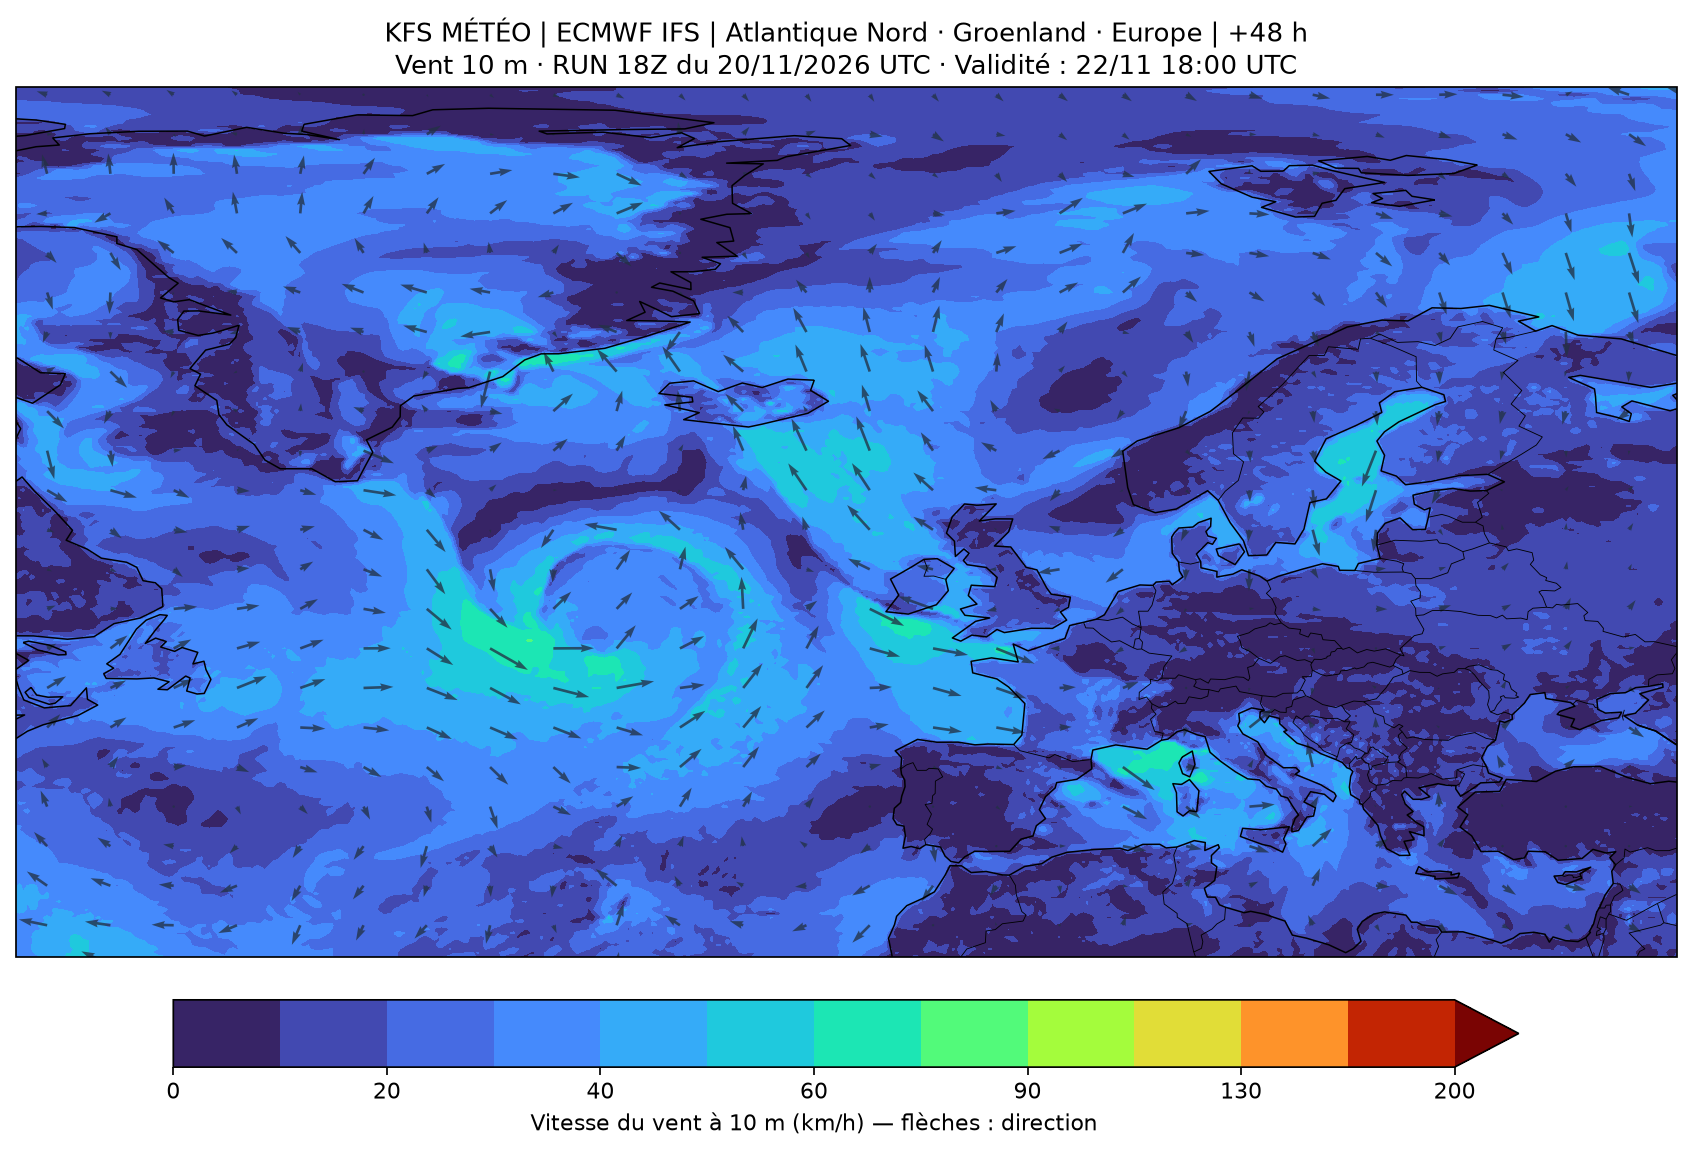 KFS MÉTÉO | ECMWF IFS | Atlantique Nord · Groenland · Europe | +48 h
Vent 10 m · RUN 18Z du 20/11/2026 UTC · Validité : 22/11 18:00 UTC
0 20 40 60 90 130 200
Vitesse du vent à 10 m (km/h) — flèches : direction